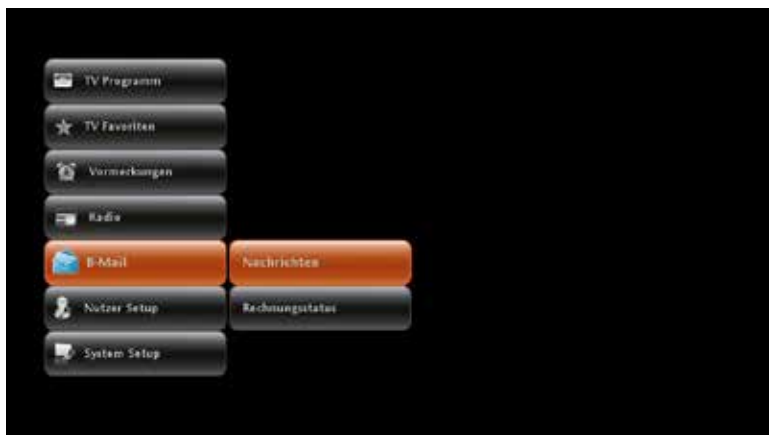 TV Programm
TV Favoriten
Vormerkungen
Radio
B-Mail
Nachrichten
Nutzer Setup
Rechnungsstatus
System Setup